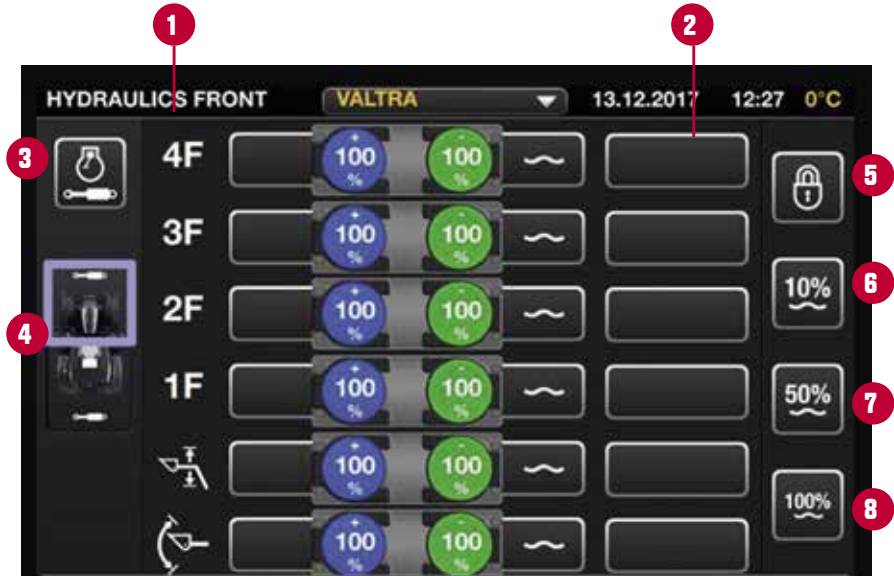 1 2
HYDRAULICS FRONT VALTRA 13.12.2017 12:27 0°C
3 4F + 100 % - 100 % 5
3F + 100 % - 100 %
4 2F + 100 % - 100 % 10% 6
1F + 100 % - 100 % 50% 7
+ 100 % - 100 %
100% 8
+ 100 % - 100 %